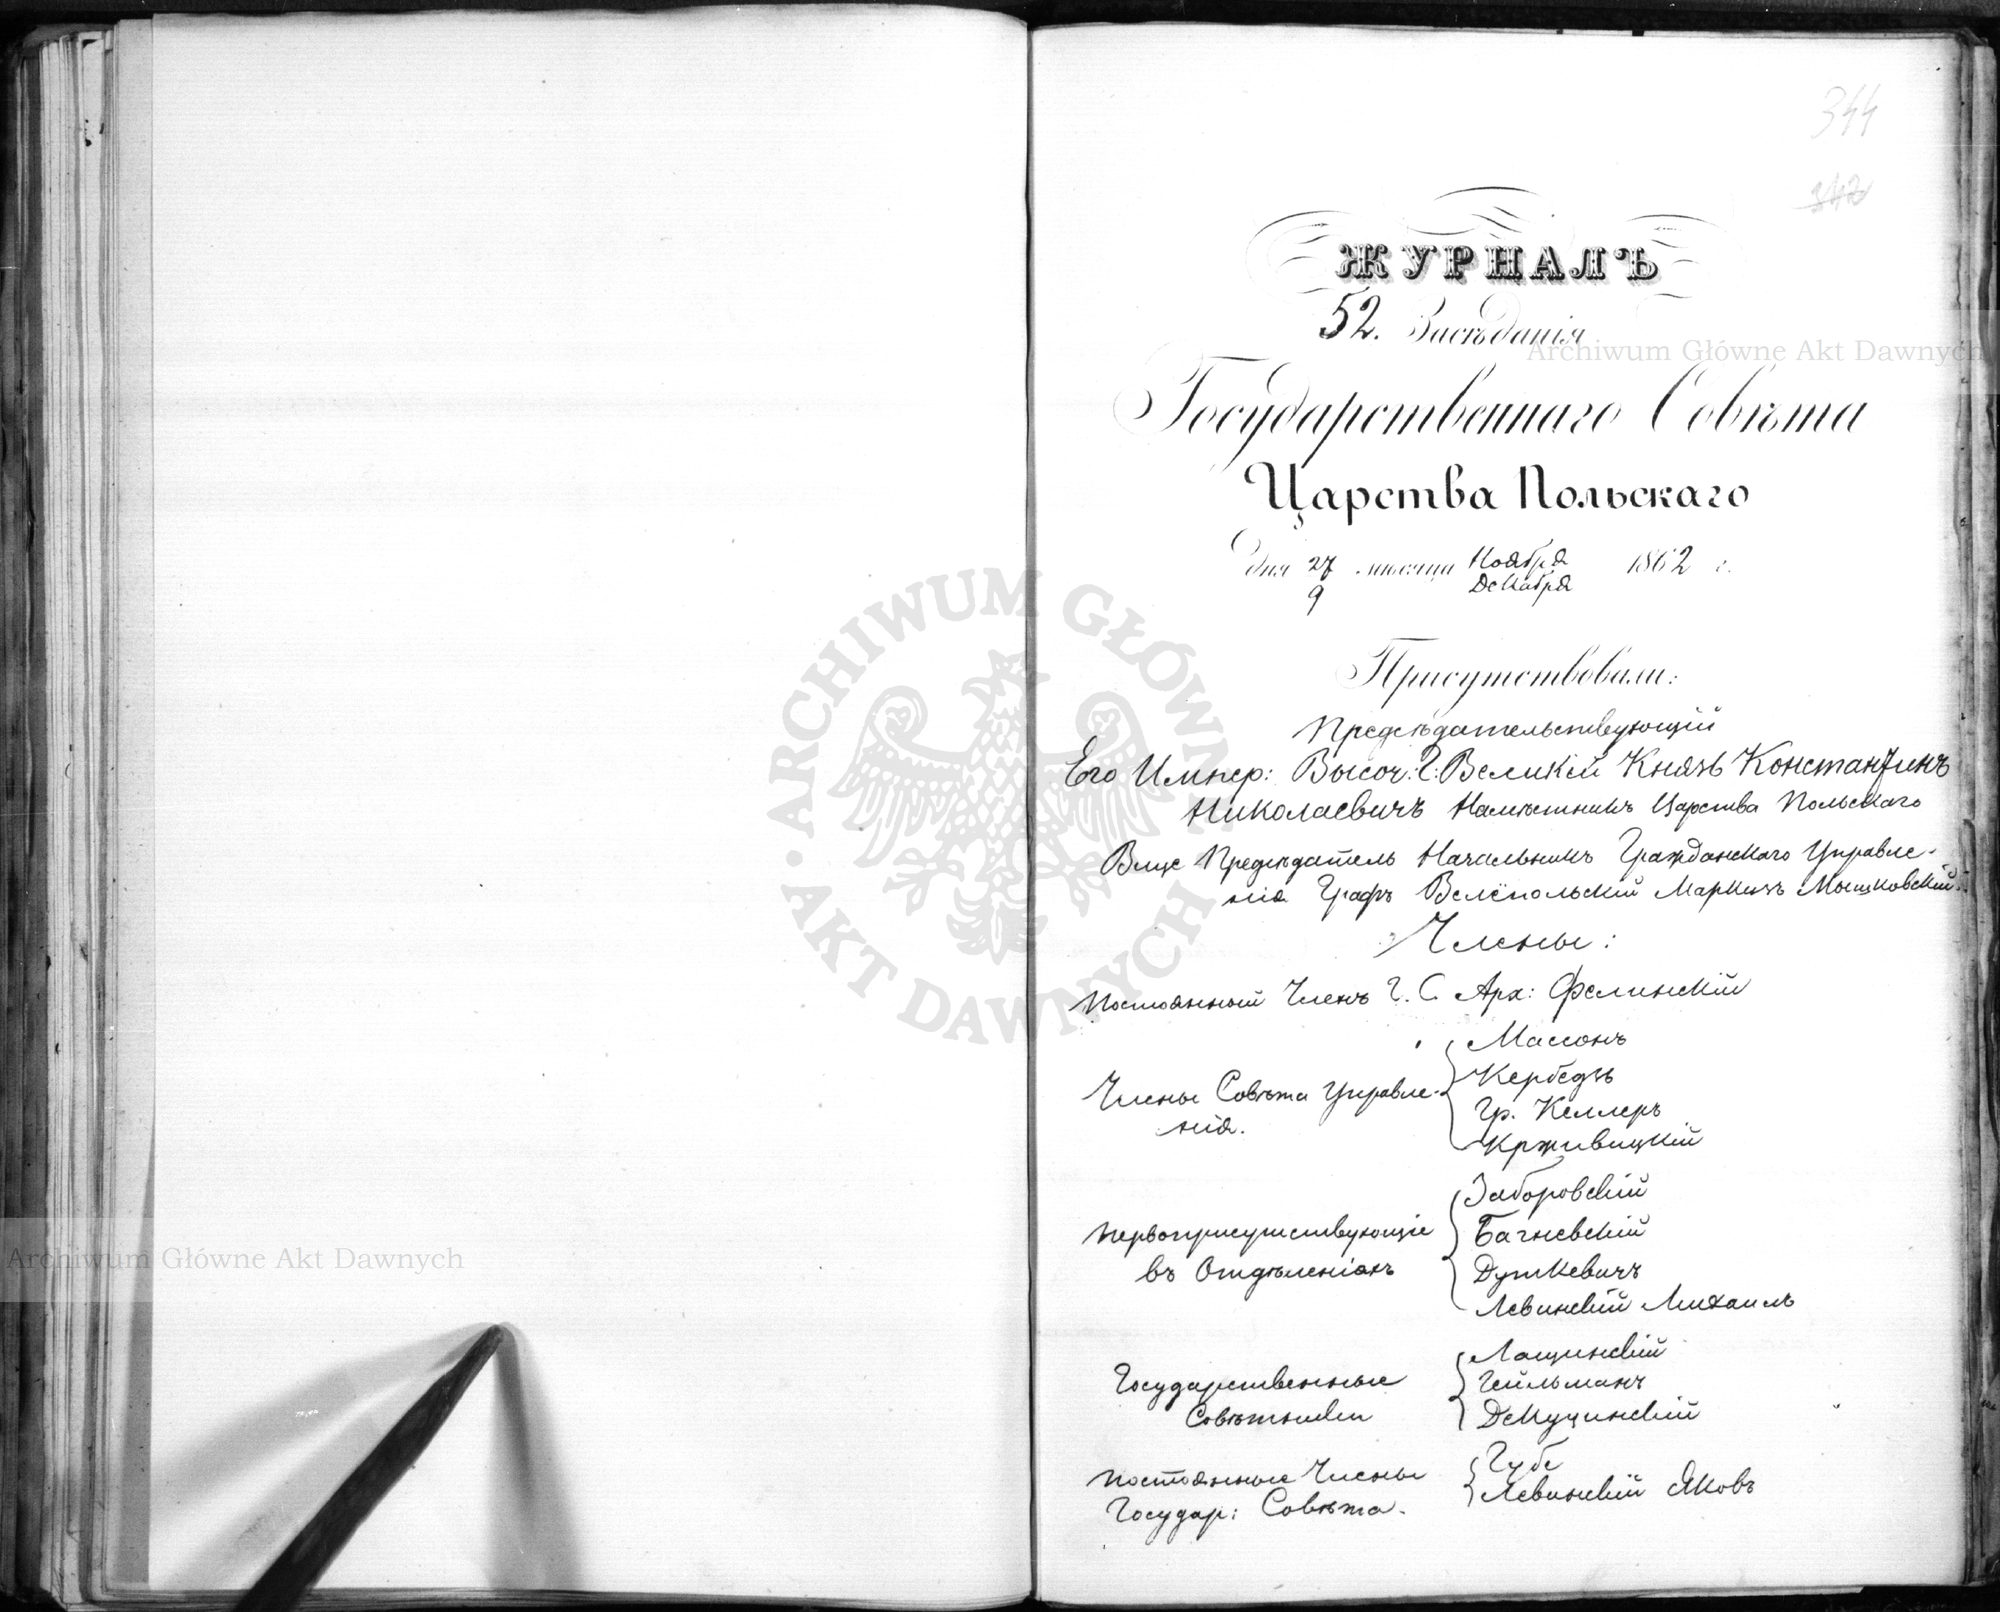 344
342
ЖУРНАЛЪ
52. Засѣданія
Государственнаго Совѣта
Царства Польскаго
дня 27 мѣсяца Ноября 1862 г.
9 Декабря
Присутствовали:
Предсѣдательствующій
Его Импер: Высоч: Г: Великій Князь Константинъ
Николаевичъ Намѣстникъ Царства Польскаго
Вице Предсѣдатель Начальникъ Гражданскаго Управле-
нія Графъ Велёпольскій Маркизъ Мышковскій
Члены:
Постоянный Членъ Г. С. Арх: Фелинскій
Массонъ
Кербедзъ
Члены Совѣта Управле-
нія.
Гр. Келлеръ
Крживицкій
Заборовскій
Первоприсутствующіе
въ Отдѣленіяхъ
Багневскій
Дуткевичъ
Левинскій Михаилъ
Лащинскій
Государственные
Совѣтники
Гейльманъ
Декуцинскій
Постоянные Члены
Государ: Совѣта.
Губе
Левинскій Яковъ
Archiwum Główne Akt Dawnych
ARCHIWUM GŁÓWNE AKT DAWNYCH
Archiwum Główne Akt Dawnych